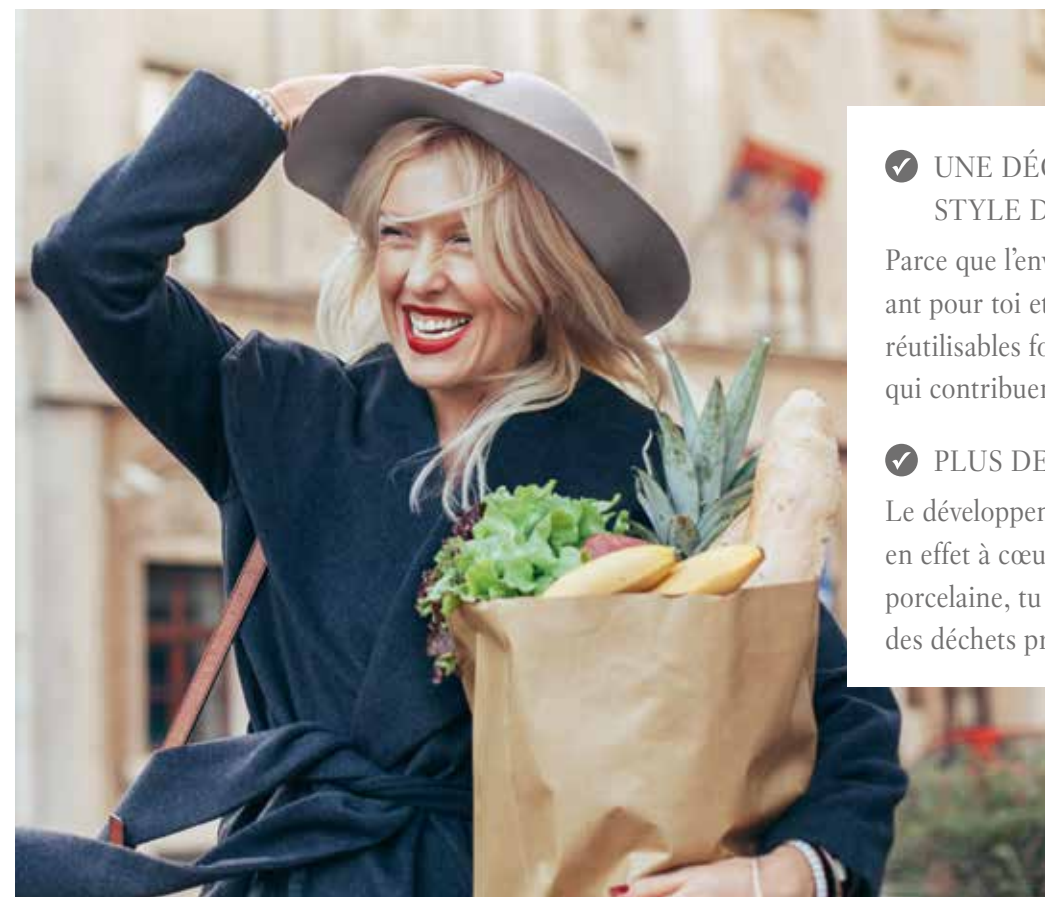 UNE DÉC
STYLE D
Parce que l’env
ant pour toi et
réutilisables fo
qui contribuer
PLUS DE
Le développer
en effet à cœu
porcelaine, tu
des déchets pr